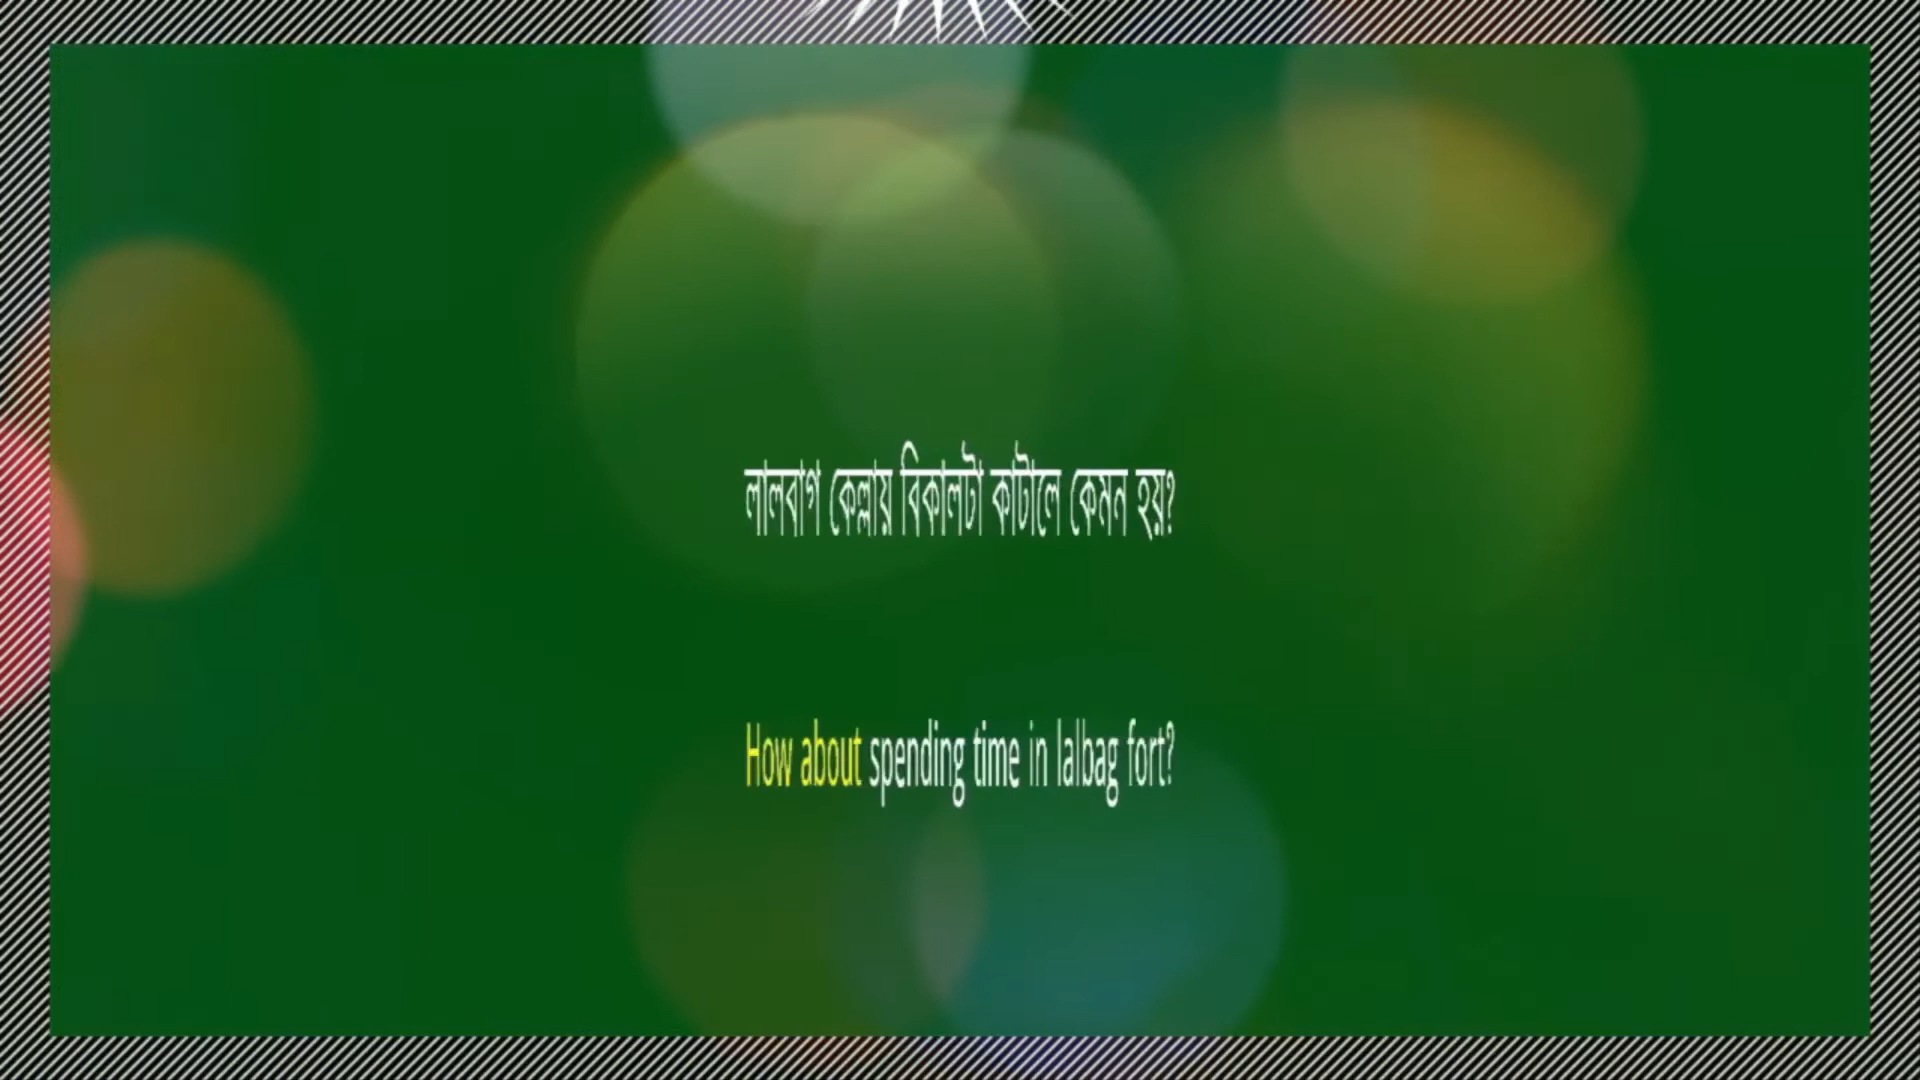 লালবাগ কেল্লায় বিকালটা কাটালে কেমন হয়?
How about spending time in lalbag fort?